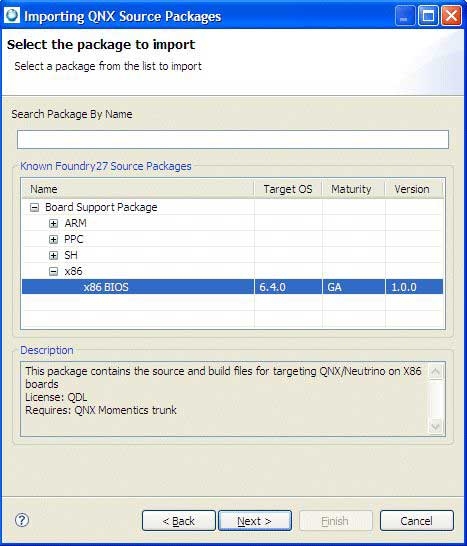 Importing QNX Source Packages
Select the package to import
Select a package from the list to import
Search Package By Name
Known Foundry27 Source Packages
Name Target OS Maturity Version
Board Support Package
ARM
PPC
SH
x86
x86 BIOS 6.4.0 GA 1.0.0
Description
This package contains the source and build files for targeting QNX/Neutrino on X86
boards
License: QDL
Requires: QNX Momentics trunk
< Back Next > Finish Cancel